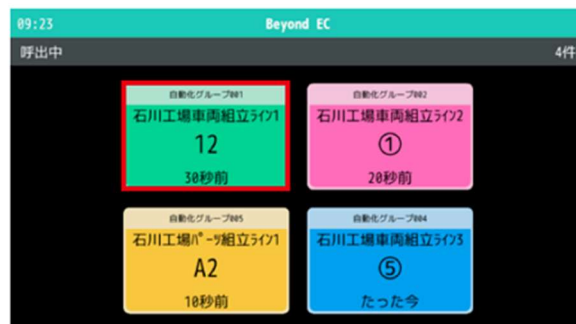 09:23
Beyond EC
呼出中
4件
自動化グループ001
石川工場車両組立ライン1
12
30秒前
自動化グループ002
石川工場車両組立ライン2
①
20秒前
自動化グループ005
石川工場パーツ組立ライン1
A2
10秒前
自動化グループ004
石川工場車両組立ライン3
⑤
たった今